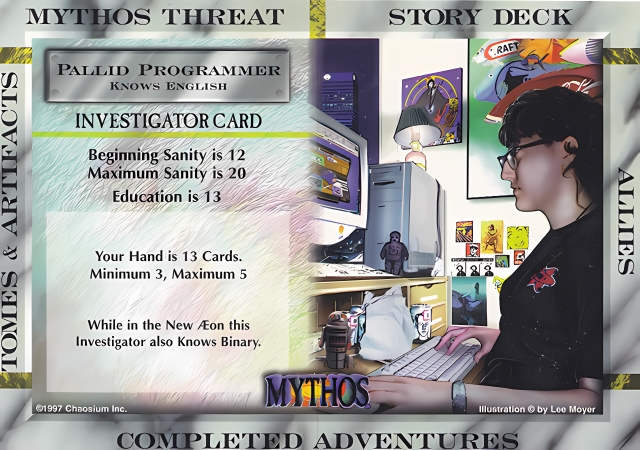 MYTHOS THREAT
STORY DECK
TOMES & ARTIFACTS
ALLIES
PALLID PROGRAMMER
KNOWS ENGLISH
INVESTIGATOR CARD
Beginning Sanity is 12
Maximum Sanity is 20
Education is 13
Your Hand is 13 Cards.
Minimum 3, Maximum 5
While in the New Æon this
Investigator also Knows Binary.
CRAFT
MYTHOS
©1997 Chaosium Inc.
Illustration © by Lee Moyer
COMPLETED ADVENTURES